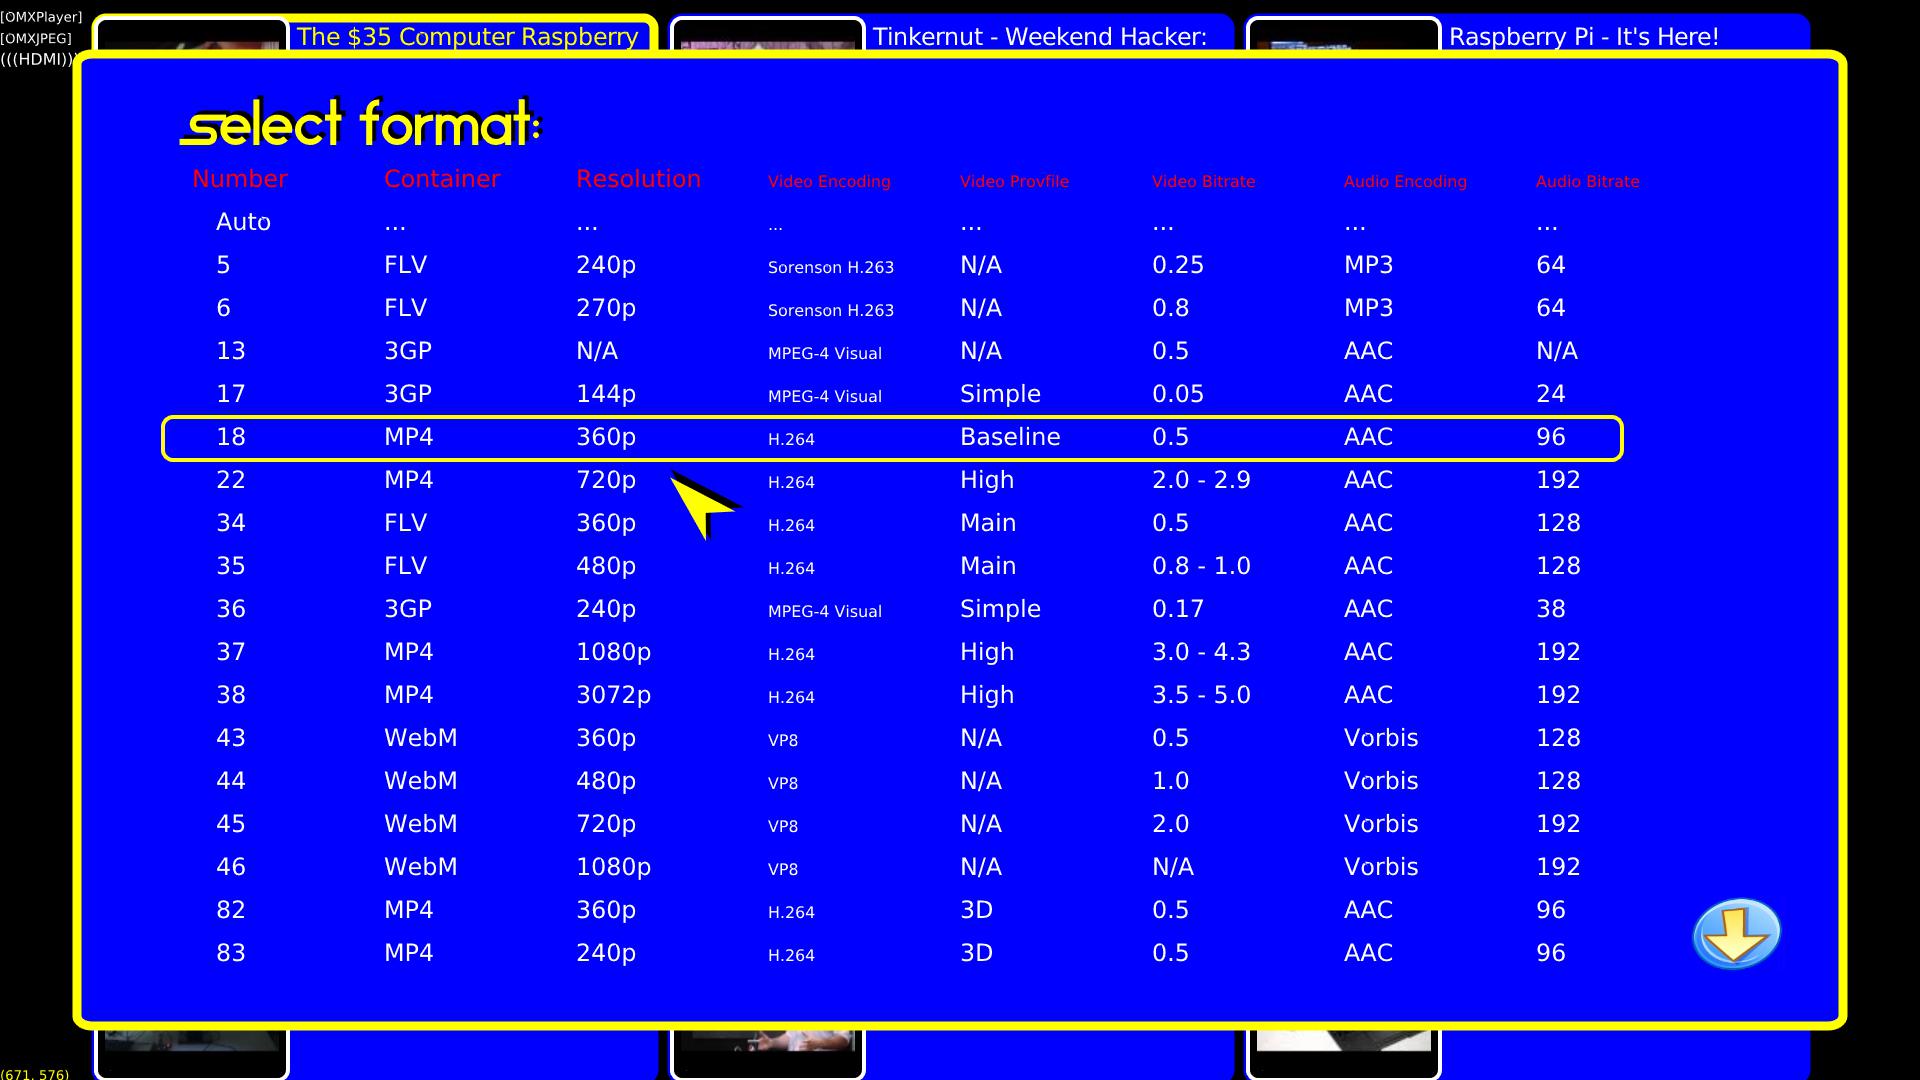 [OMXPlayer]
[OMXJPEG]
(((HDMI)))
The $35 Computer Raspberry
Tinkernut - Weekend Hacker:
Raspberry Pi - It's Here!
select format:
Number Container Resolution Video Encoding Video Provfile Video Bitrate Audio Encoding Audio Bitrate
Auto ... ... ... ... ... ... ...
5 FLV 240p Sorenson H.263 N/A 0.25 MP3 64
6 FLV 270p Sorenson H.263 N/A 0.8 MP3 64
13 3GP N/A MPEG-4 Visual N/A 0.5 AAC N/A
17 3GP 144p MPEG-4 Visual Simple 0.05 AAC 24
18 MP4 360p H.264 Baseline 0.5 AAC 96
22 MP4 720p H.264 High 2.0 - 2.9 AAC 192
34 FLV 360p H.264 Main 0.5 AAC 128
35 FLV 480p H.264 Main 0.8 - 1.0 AAC 128
36 3GP 240p MPEG-4 Visual Simple 0.17 AAC 38
37 MP4 1080p H.264 High 3.0 - 4.3 AAC 192
38 MP4 3072p H.264 High 3.5 - 5.0 AAC 192
43 WebM 360p VP8 N/A 0.5 Vorbis 128
44 WebM 480p VP8 N/A 1.0 Vorbis 128
45 WebM 720p VP8 N/A 2.0 Vorbis 192
46 WebM 1080p VP8 N/A N/A Vorbis 192
82 MP4 360p H.264 3D 0.5 AAC 96
83 MP4 240p H.264 3D 0.5 AAC 96
(671, 576)